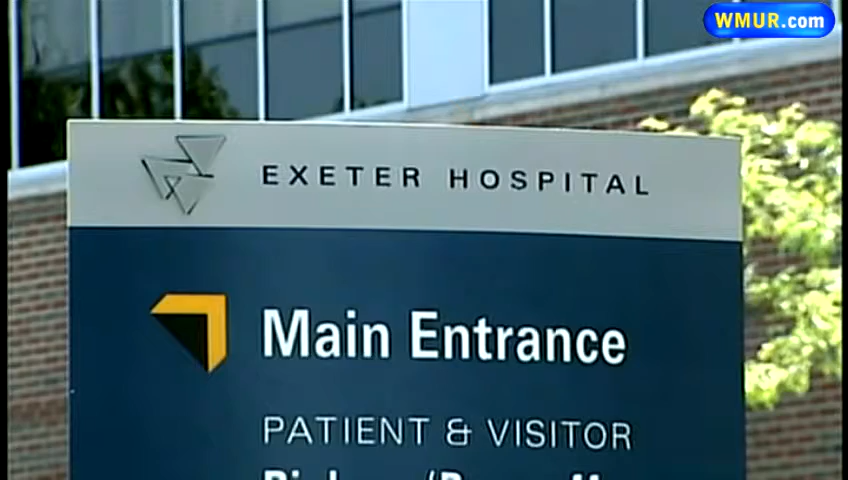 WMUR.com
EXETER HOSPITAL
Main Entrance
PATIENT & VISITOR